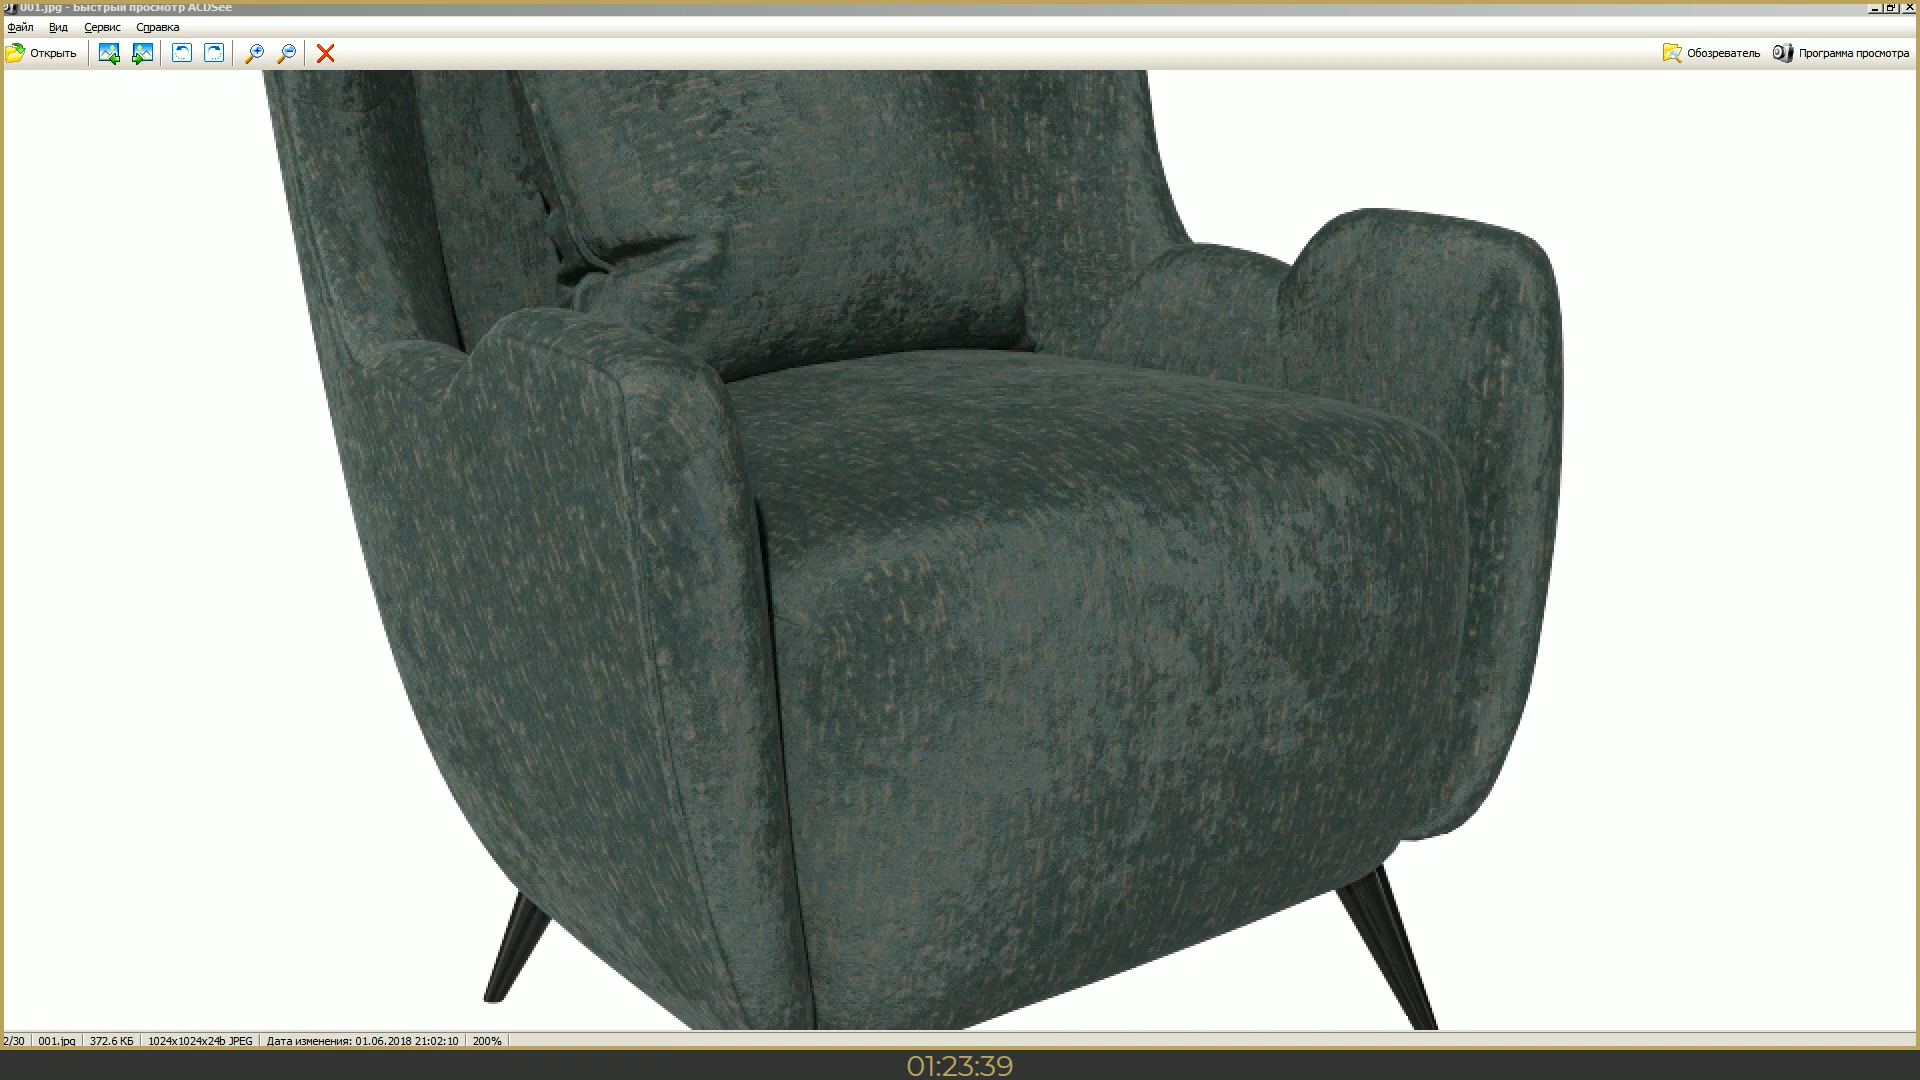 001.jpg - Быстрый просмотр ACDSee
Файл Вид Сервис Справка
Открыть Обозреватель Программа просмотра
2/30 001.jpg 372.6 КБ 1024x1024x24b JPEG Дата изменения: 01.06.2018 21:02:10 200%
01:23:39